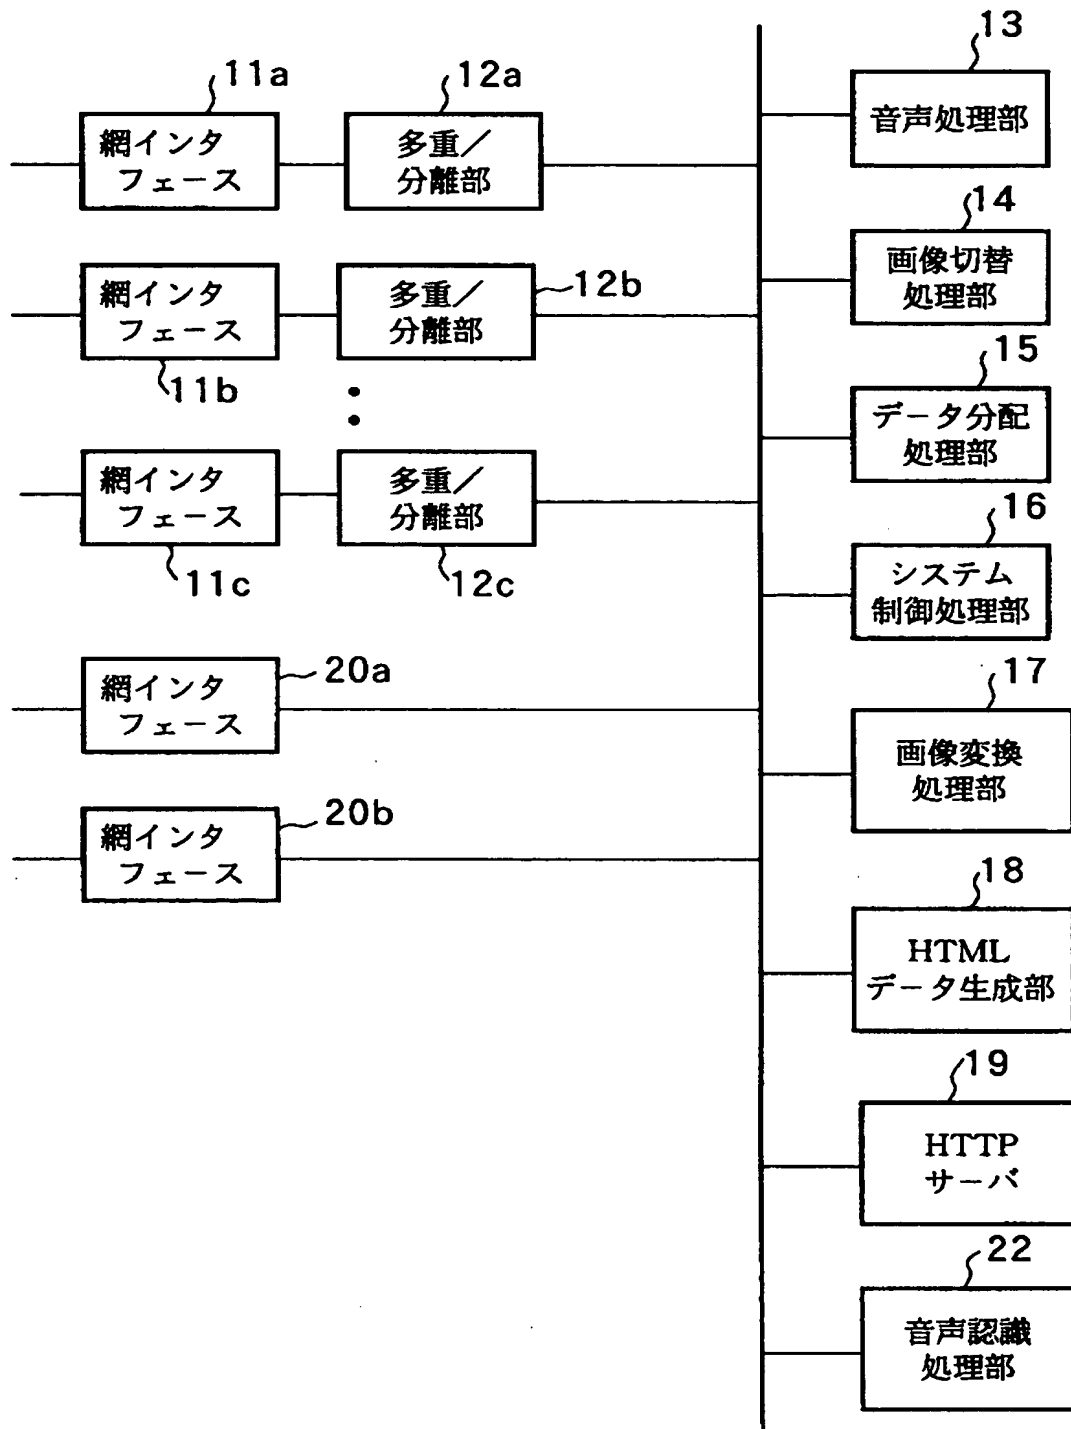 11a
網インタ
フェース
12a
多重／
分離部
網インタ
フェース
11b
多重／
分離部
12b
網インタ
フェース
11c
多重／
分離部
12c
網インタ
フェース
20a
網インタ
フェース
20b
13
音声処理部
14
画像切替
処理部
15
データ分配
処理部
16
システム
制御処理部
17
画像変換
処理部
18
HTML
データ生成部
19
HTTP
サーバ
22
音声認識
処理部